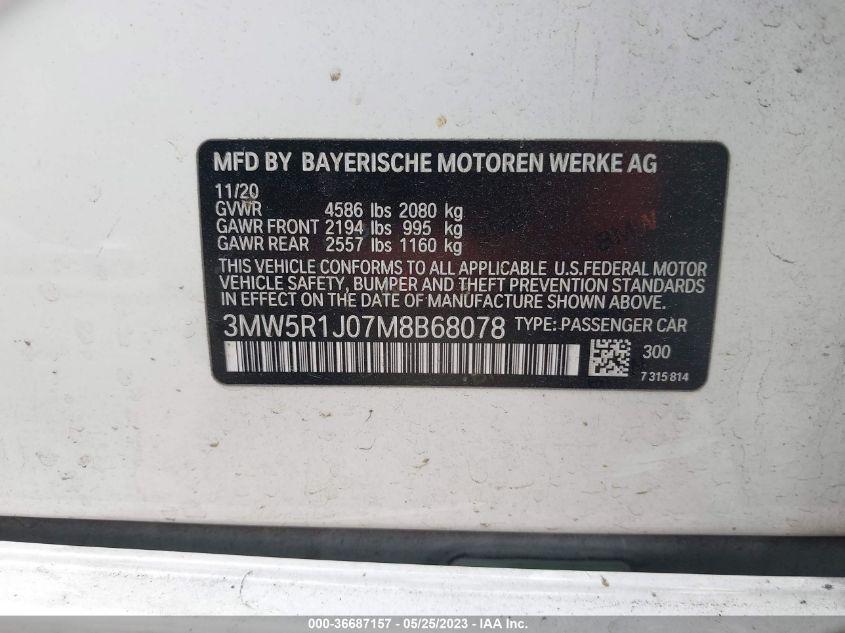 MFD BY BAYERISCHE MOTOREN WERKE AG
11/20
GVWR 4586 lbs 2080 kg
GAWR FRONT 2194 lbs 995 kg
GAWR REAR 2557 lbs 1160 kg
THIS VEHICLE CONFORMS TO ALL APPLICABLE U.S.FEDERAL MOTOR
VEHICLE SAFETY, BUMPER AND THEFT PREVENTION STANDARDS
IN EFFECT ON THE DATE OF MANUFACTURE SHOWN ABOVE.
3MW5R1J07M8B68078 TYPE: PASSENGER CAR
300
7 315 814
000-36687157 - 05/25/2023 - IAAI.com